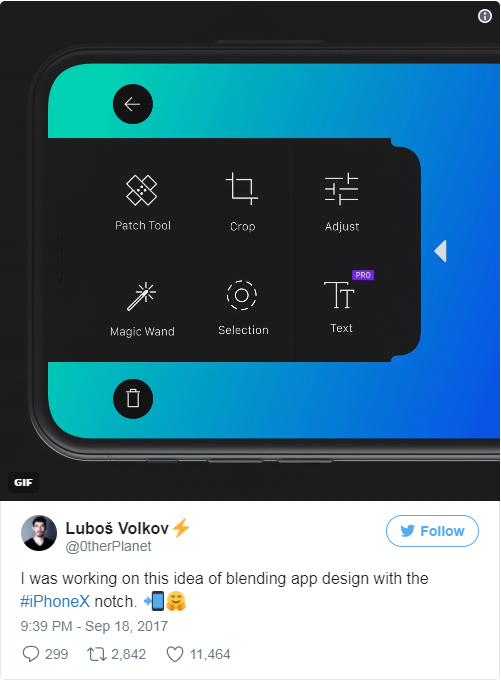 Patch Tool Crop Adjust
PRO
Magic Wand Selection Text
GIF
Luboš Volkov⚡
@0therPlanet
Follow
I was working on this idea of blending app design with the
#iPhoneX notch. 📲🤗
9:39 PM - Sep 18, 2017
299 2,842 11,464